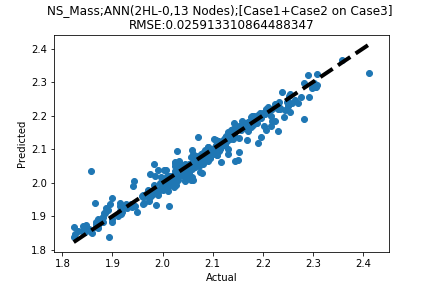 NS_Mass;ANN(2HL-0,13 Nodes);[Case1+Case2 on Case3]
RMSE:0.025913310864488347
2.4
2.3
2.2
2.1
2.0
1.9
1.8
Predicted
1.8 1.9 2.0 2.1 2.2 2.3 2.4
Actual